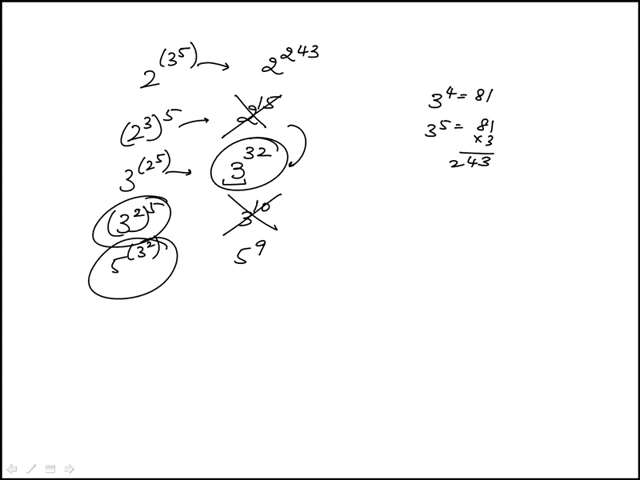 2^(3^5) → 2^243
(2^3)^5 → 2^15
3^(2^5) → 3^32
(3^2)^5 3^10
5^(3^2) 5^9
3^4 = 81
3^5 = 81
×3
243